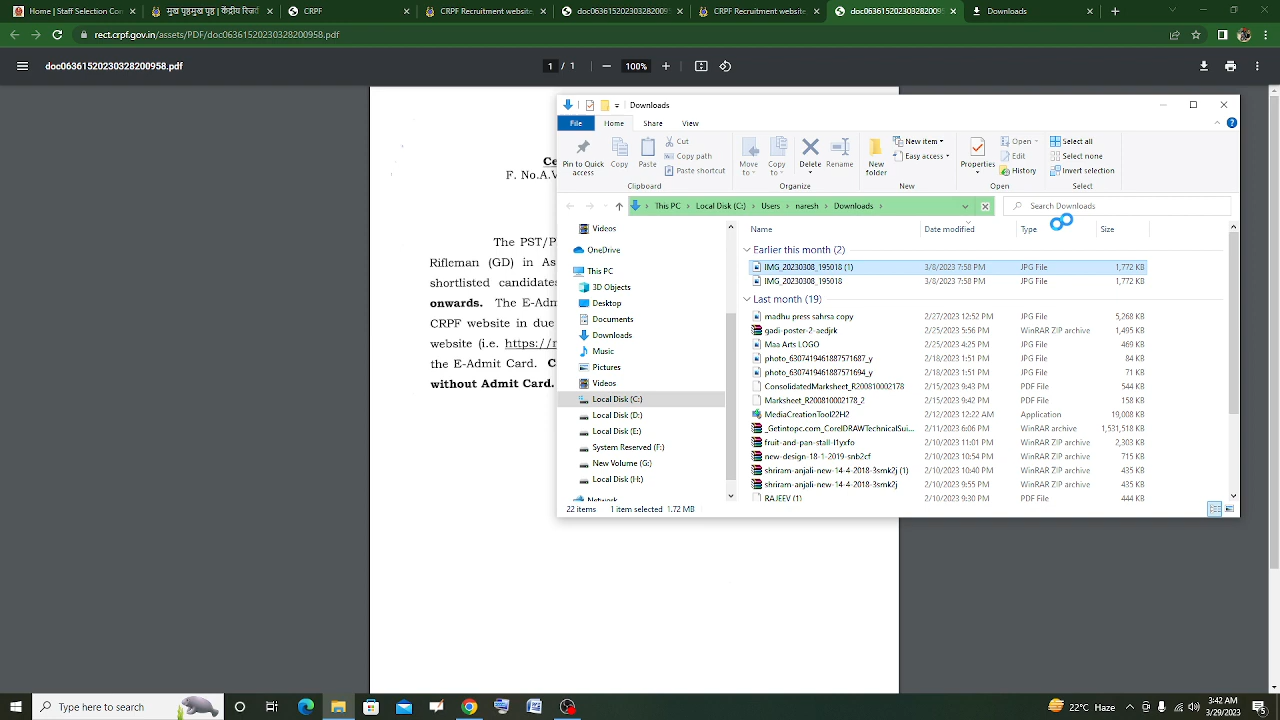 Home | Staff Selection Com
मुख पृष्ठमुख पृष्ठ | केंद्रीय रिजर्व
CRPF
CRPF Recruitment website
doc06361520230328200958
CRPF Recruitment website
doc06361520230328200958
Downloads
rect.crpf.gov.in/assets/PDF/doc06361520230328200958.pdf
doc06361520230328200958.pdf
1 / 1
100%
Ce
F. No.A.V
The PST/P
Rifleman (GD) in As
shortlisted candidates
onwards. The E-Adm
CRPF website in due
website (i.e. https://r
the E-Admit Card. C
without Admit Card.
Downloads
File Home Share View
Pin to Quick access
Copy
Paste
Cut
Copy path
Paste shortcut
Move to
Copy to
Delete
Rename
New folder
New item
Easy access
Properties
Open
Edit
History
Select all
Select none
Invert selection
Clipboard Organize New Open Select
This PC > Local Disk (C:) > Users > naresh > Downloads >
Search Downloads
Videos
OneDrive
This PC
3D Objects
Desktop
Documents
Downloads
Music
Pictures
Videos
Local Disk (C:)
Local Disk (D:)
Local Disk (E:)
System Reserved (F:)
New Volume (G:)
Local Disk (H:)
Network
Name Date modified Type Size
Earlier this month (2)
IMG_20230308_195018 (1) 3/8/2023 7:58 PM JPG File 1,772 KB
IMG_20230308_195018 3/8/2023 7:58 PM JPG File 1,772 KB
Last month (19)
madhu press sahrsa copy 2/27/2023 12:52 PM JPG File 5,268 KB
gadi-poster-2-aedjrk 2/25/2023 5:56 PM WinRAR ZIP archive 1,495 KB
Maa Arts LOGO 2/25/2023 4:25 PM JPG File 469 KB
photo_6307419461887571687_y 2/18/2023 1:51 PM JPG File 84 KB
photo_6307419461887571694_y 2/18/2023 1:51 PM JPG File 71 KB
ConsolidatedMarksheet_R200810002178 2/15/2023 9:43 PM PDF File 544 KB
Marksheet_R200810002178_2 2/15/2023 9:42 PM PDF File 158 KB
MediaCreationTool22H2 2/12/2023 12:22 AM Application 19,008 KB
_Getintopc.com_CorelDRAWTechnicalSui... 2/11/2023 6:06 PM WinRAR archive 1,531,518 KB
fruit-and-pan-stall-l1yxfo 2/10/2023 11:01 PM WinRAR ZIP archive 2,303 KB
new-design-18-1-2019-snb2cf 2/10/2023 10:54 PM WinRAR ZIP archive 715 KB
shriram-anjali-new-14-4-2018-3smk2j (1) 2/10/2023 10:40 PM WinRAR ZIP archive 435 KB
shriram-anjali-new-14-4-2018-3smk2j 2/10/2023 9:55 PM WinRAR ZIP archive 435 KB
RAJEEV (1) 2/10/2023 9:30 PM PDF File 444 KB
22 items 1 item selected 1.72 MB
Type here to search
22°C Haze
3:42 AM
3/29/2023